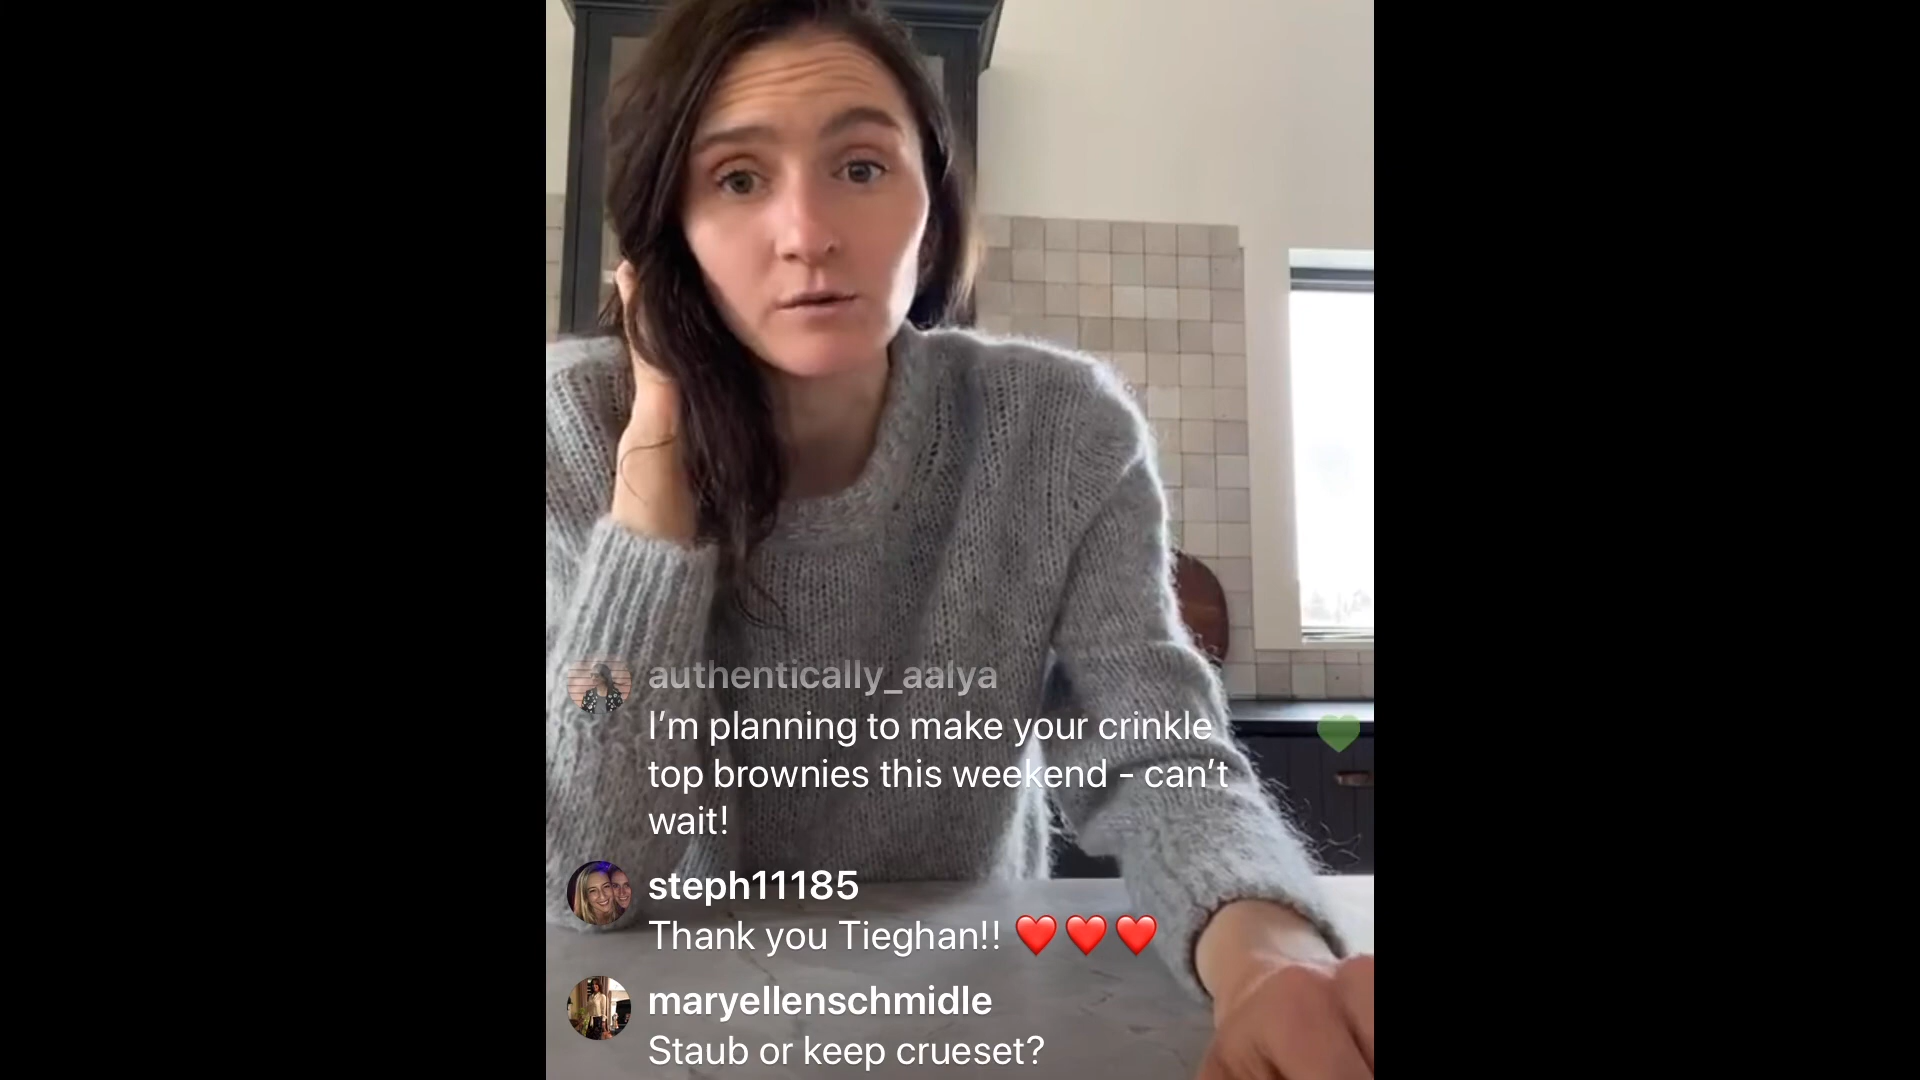 authentically_aalya
I’m planning to make your crinkle
top brownies this weekend - can’t
wait!
steph11185
Thank you Tieghan!! ❤️❤️❤️
maryellenschmidle
Staub or keep crueset?